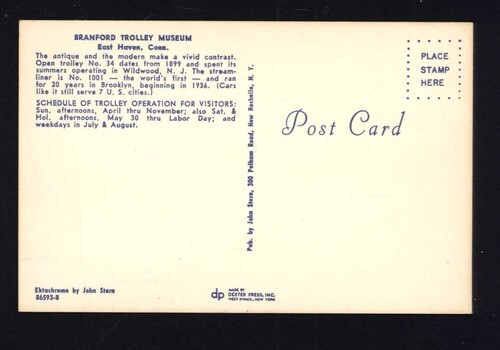 BRANFORD TROLLEY MUSEUM
East Haven, Conn.
The antique and the modern make a vivid contrast.
Open trolley No. 34 dates from 1899 and spent its
summers operating in Wildwood, N. J. The stream-
liner is No. 1001 — the world's first — and ran
for 20 years in Brooklyn, beginning in 1936. (Cars
like it still serve 7 U. S. cities.)
SCHEDULE OF TROLLEY OPERATION FOR VISITORS:
Sun. afternoons, April thru November; also Sat. &
Hol. afternoons, May 30 thru Labor Day; and
weekdays in July & August.
Ektachrome by John Stern
86593-B
Pub. by John Stern, 300 Pelham Road, New Rochelle, N. Y.
dp
MADE BY
DEXTER PRESS, INC.
WEST NYACK, NEW YORK
Post Card
PLACE
STAMP
HERE